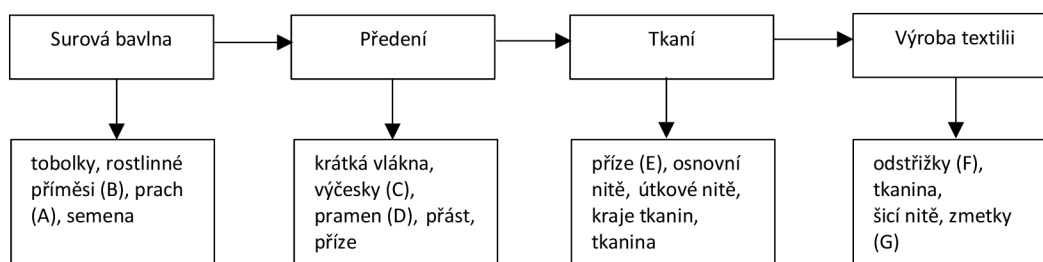 Surová bavlna
Předení
Tkaní
Výroba textilii
tobolky, rostlinné
příměsi (B), prach
(A), semena
krátká vlákna,
výčesky (C),
pramen (D), přást,
příze
příze (E), osnovní
nitě, útkové nitě,
kraje tkanin,
tkanina
odstřižky (F),
tkanina,
šicí nitě, zmetky
(G)